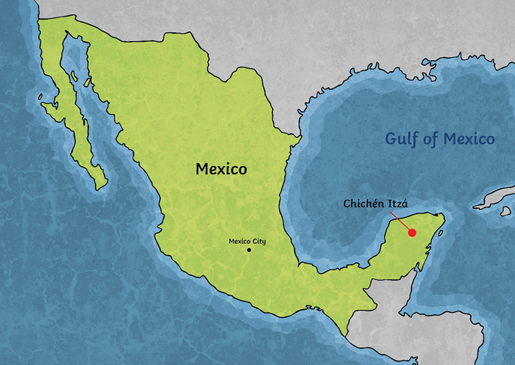 Gulf of Mexico
Mexico
Chichén Itzá
Mexico City